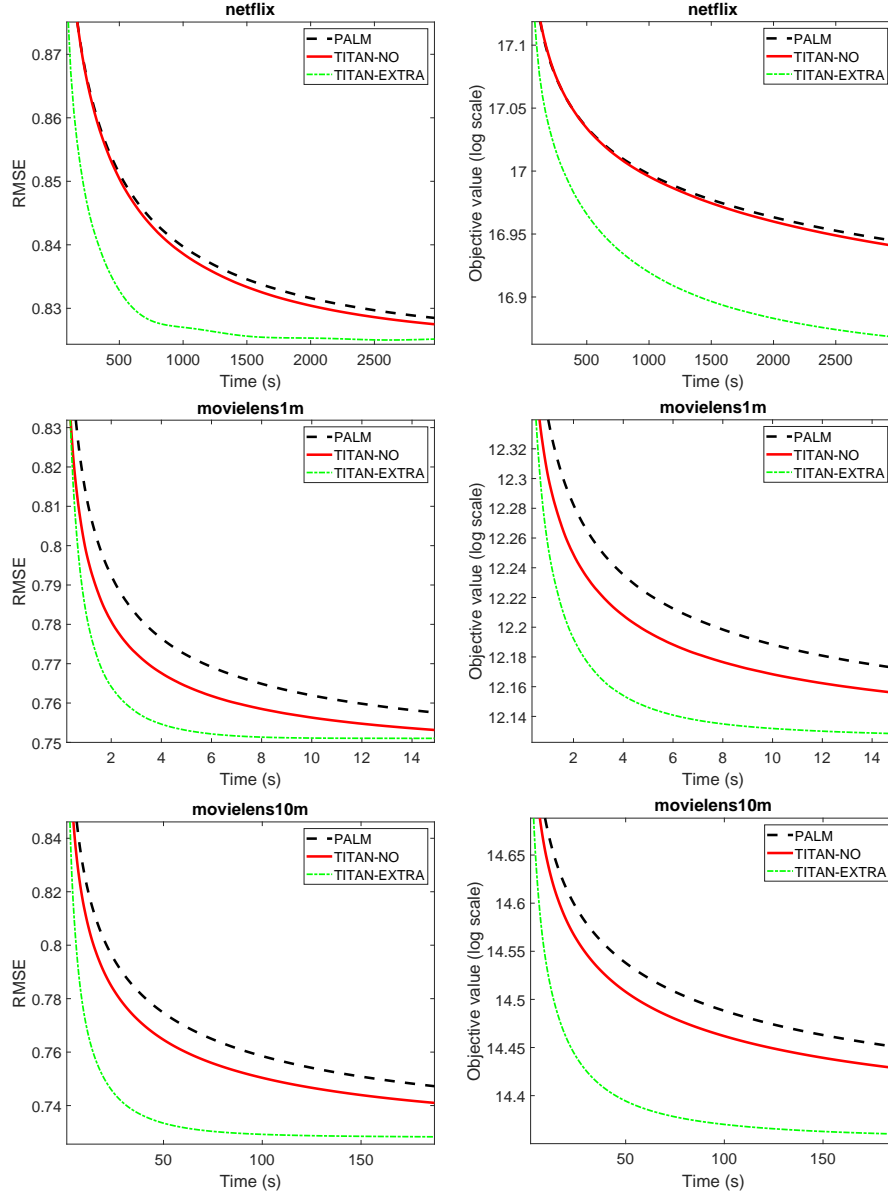 netflix
PALM
TITAN-NO
TITAN-EXTRA
0.87
0.86
0.85
0.84
0.83
RMSE
500 1000 1500 2000 2500
Time (s)
PALM
TITAN-NO
TITAN-EXTRA
17.1
17.05
17
16.95
16.9
Objective value (log scale)
500 1000 1500 2000 2500
Time (s)
netflix
movielens1m
PALM
TITAN-NO
TITAN-EXTRA
0.83
0.82
0.81
0.8
0.79
0.78
0.77
0.76
0.75
RMSE
2 4 6 8 10 12 14
Time (s)
movielens1m
PALM
TITAN-NO
TITAN-EXTRA
12.32
12.3
12.28
12.26
12.24
12.22
12.2
12.18
12.16
12.14
Objective value (log scale)
2 4 6 8 10 12 14
Time (s)
movielens10m
PALM
TITAN-NO
TITAN-EXTRA
0.84
0.82
0.8
0.78
0.76
0.74
RMSE
50 100 150
Time (s)
movielens10m
PALM
TITAN-NO
TITAN-EXTRA
14.65
14.6
14.55
14.5
14.45
14.4
Objective value (log scale)
50 100 150
Time (s)